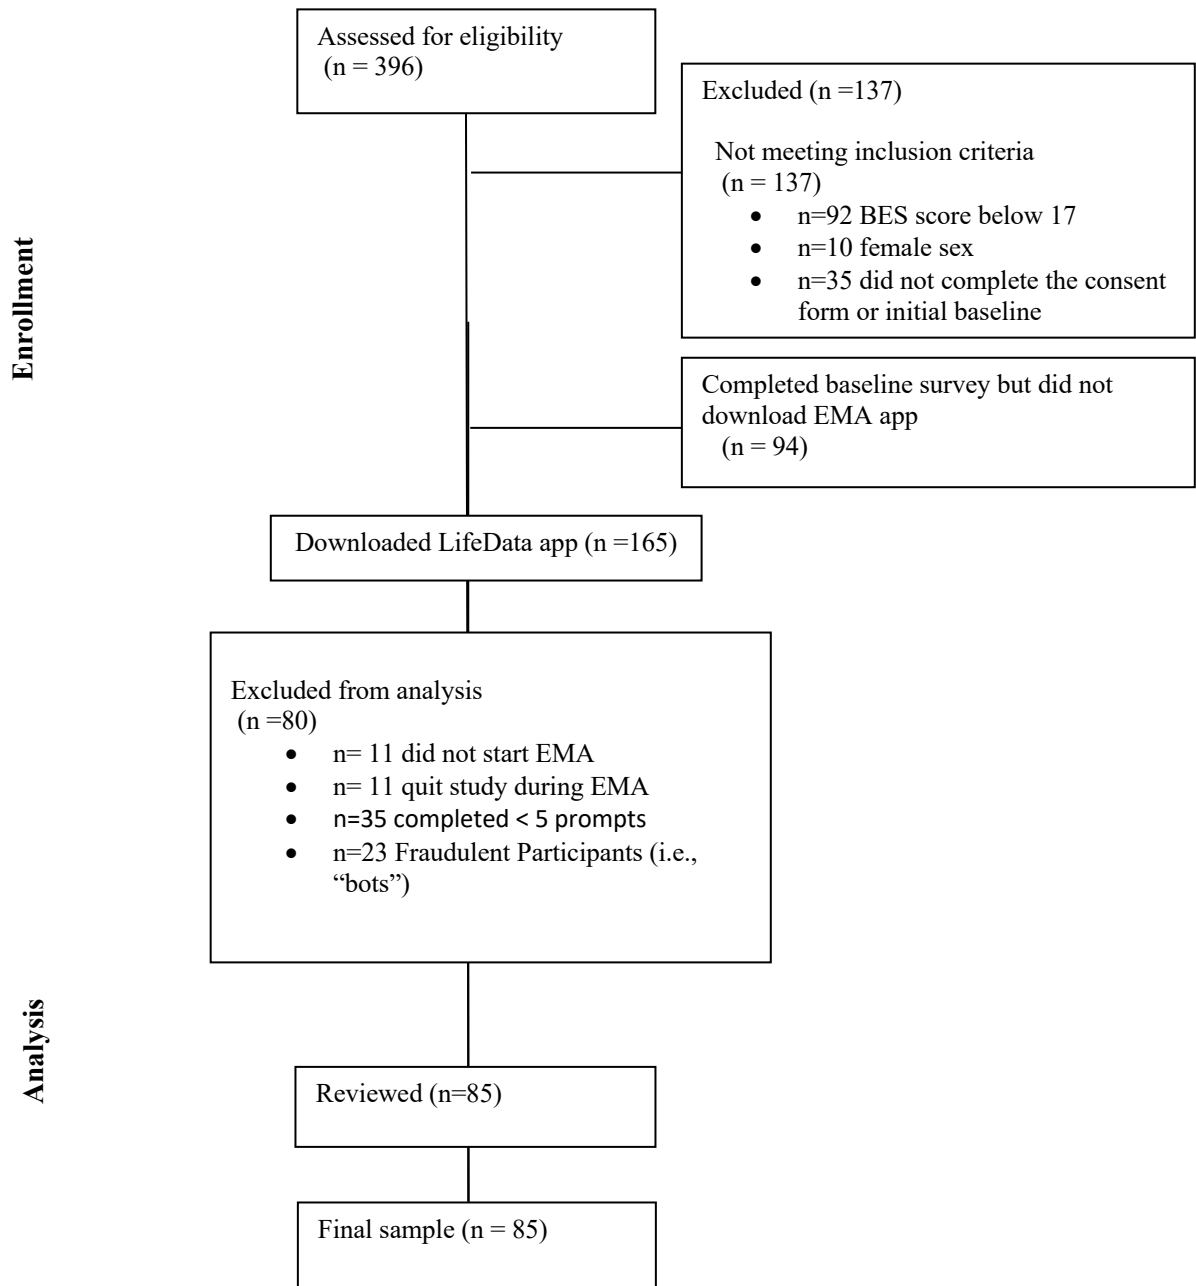 Assessed for eligibility
(n = 396)
Excluded (n =137)
Not meeting inclusion criteria
(n = 137)
• n=92 BES score below 17
• n=10 female sex
• n=35 did not complete the consent
form or initial baseline
Enrollment
Completed baseline survey but did not
download EMA app
(n = 94)
Downloaded LifeData app (n =165)
Excluded from analysis
(n =80)
• n= 11 did not start EMA
• n= 11 quit study during EMA
• n=35 completed < 5 prompts
• n=23 Fraudulent Participants (i.e.,
“bots”)
Analysis
Reviewed (n=85)
Final sample (n = 85)